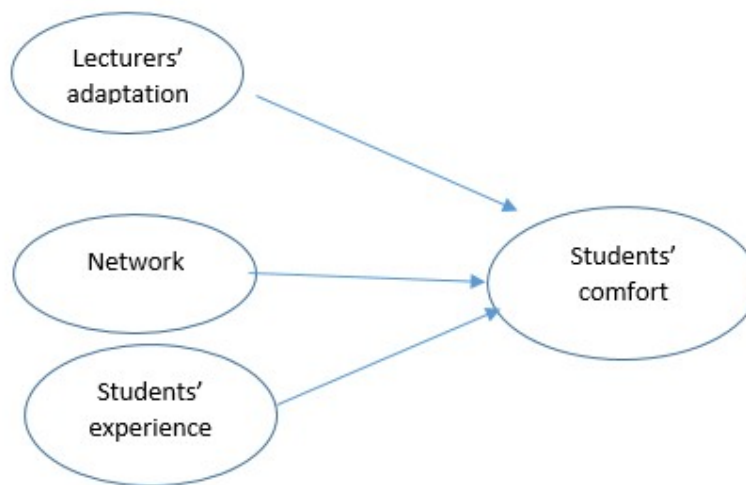 Lecturers’
adaptation
Network
Students’
comfort
Students’
experience